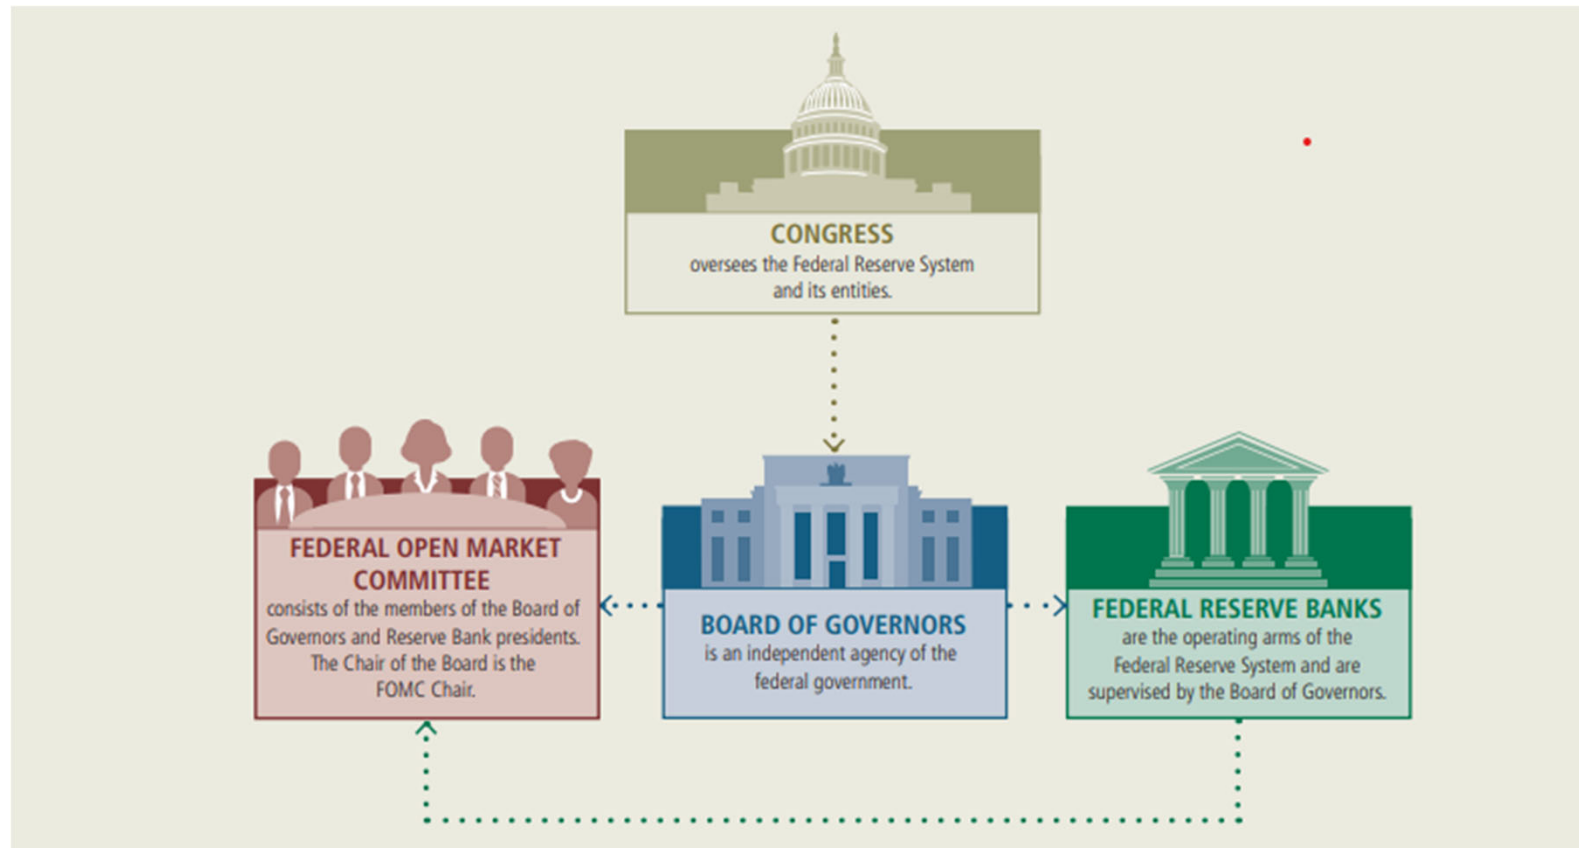 CONGRESS
oversees the Federal Reserve System
and its entities.
FEDERAL OPEN MARKET
COMMITTEE
consists of the members of the Board of
Governors and Reserve Bank presidents.
The Chair of the Board is the
FOMC Chair.
BOARD OF GOVERNORS
is an independent agency of the
federal government.
FEDERAL RESERVE BANKS
are the operating arms of the
Federal Reserve System and are
supervised by the Board of Governors.